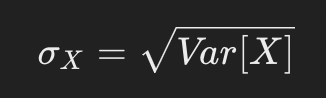 σ_X = √Var[X]